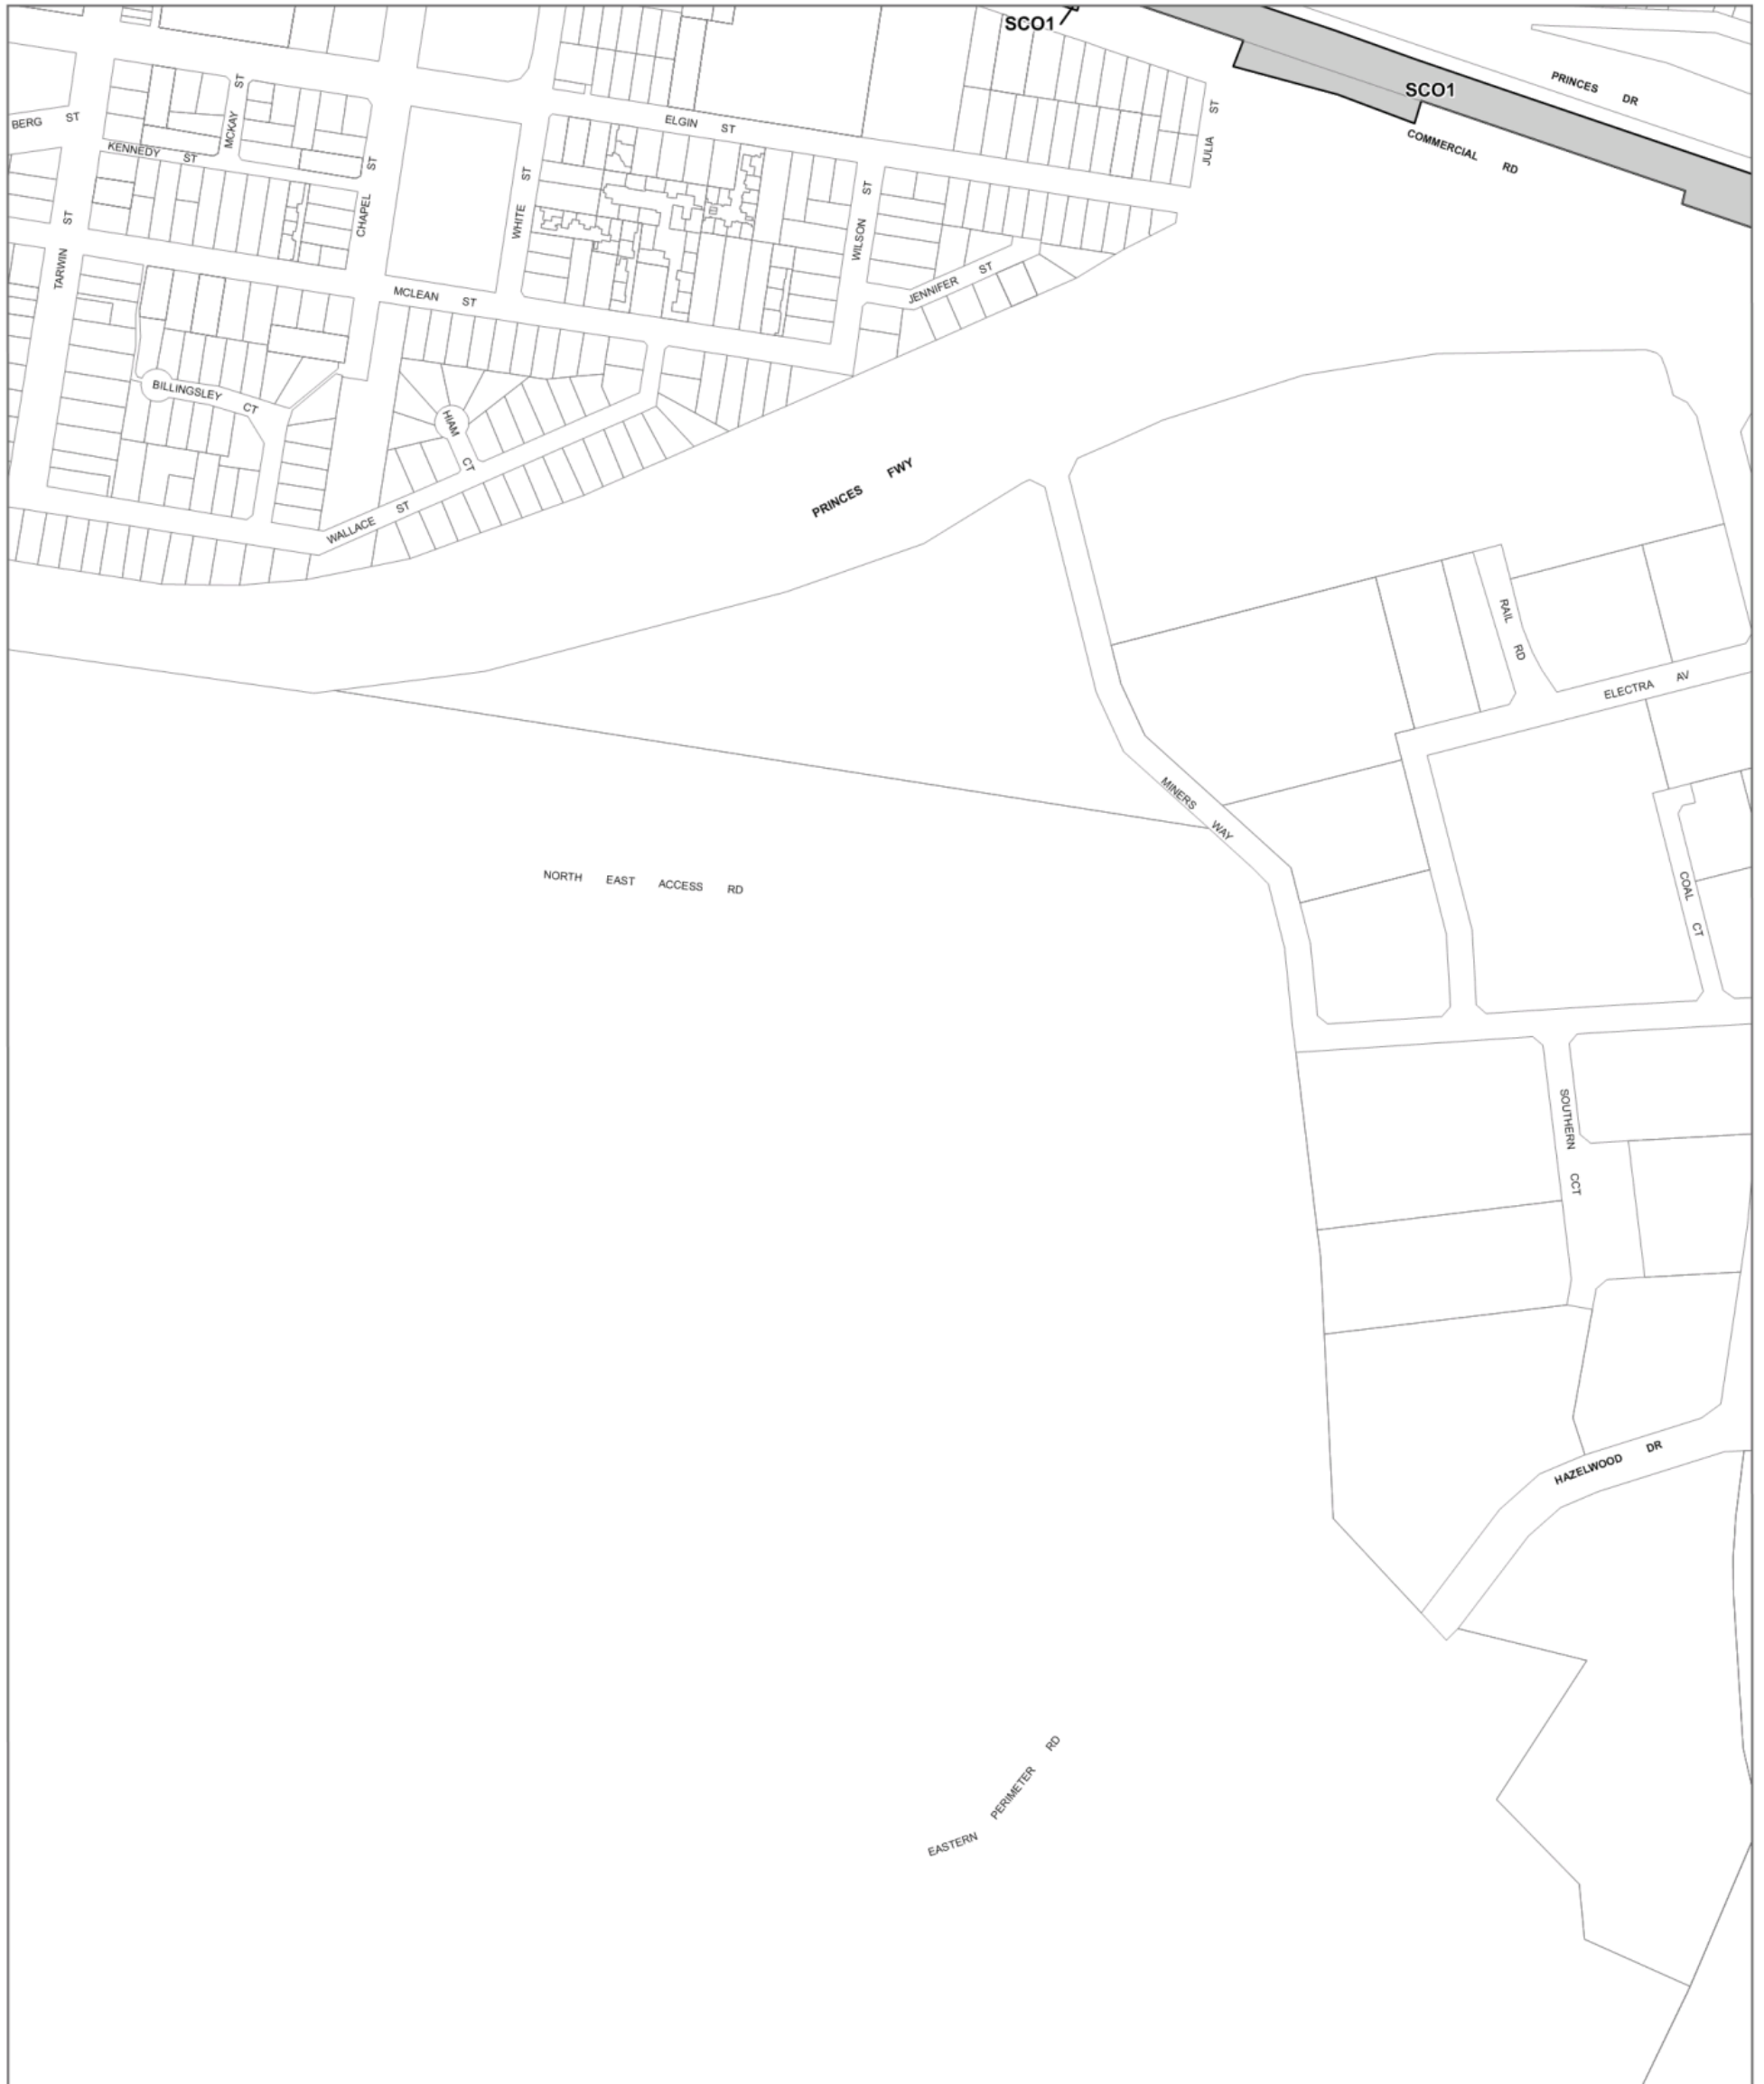 SCO1
SCO1
PRINCES DR
COMMERCIAL RD
BERG ST
MCKAY ST
KENNEDY ST
ELGIN ST
JULIA ST
CHAPEL ST
WHITE ST
WILSON ST
TARWIN ST
JENNIFER ST
MCLEAN ST
BILLINGSLEY CT
HIAM CT
WALLACE ST
PRINCES FWY
RAIL RD
ELECTRA AV
MINERS WAY
NORTH EAST ACCESS RD
COAL CT
SOUTHERN CCT
HAZELWOOD DR
EASTERN PERIMETER RD